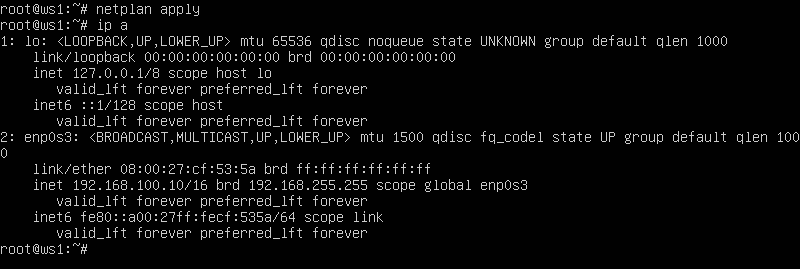 root@ws1:~# netplan apply
root@ws1:~# ip a
1: lo: <LOOPBACK,UP,LOWER_UP> mtu 65536 qdisc noqueue state UNKNOWN group default qlen 1000
    link/loopback 00:00:00:00:00:00 brd 00:00:00:00:00:00
    inet 127.0.0.1/8 scope host lo
       valid_lft forever preferred_lft forever
    inet6 ::1/128 scope host
       valid_lft forever preferred_lft forever
2: enp0s3: <BROADCAST,MULTICAST,UP,LOWER_UP> mtu 1500 qdisc fq_codel state UP group default qlen 100
0
    link/ether 08:00:27:cf:53:5a brd ff:ff:ff:ff:ff:ff
    inet 192.168.100.10/16 brd 192.168.255.255 scope global enp0s3
       valid_lft forever preferred_lft forever
    inet6 fe80::a00:27ff:fecf:535a/64 scope link
       valid_lft forever preferred_lft forever
root@ws1:~#